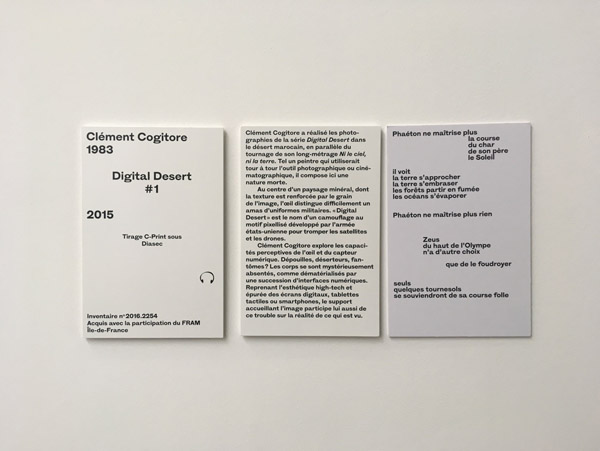 Clément Cogitore
1983
Digital Desert
#1
2015
Tirage C-Print sous
Diasec
Inventaire n°2016.2254
Acquis avec la participation du FRAM
Île-de-France
Clément Cogitore a réalisé les photo-
graphies de la série Digital Desert dans
le désert marocain, en parallèle du
tournage de son long-métrage Ni le ciel,
ni la terre. Tel un peintre qui utiliserait
tour à tour l'outil photographique ou ciné-
matographique, il compose ici une
nature morte.
Au centre d'un paysage minéral, dont
la texture est renforcée par le grain
de l'image, l'œil distingue difficilement un
amas d'uniformes militaires. «Digital
Desert» est le nom d'un camouflage au
motif pixellisé développé par l'armée
états-unienne pour tromper les satellites
et les drones.
Clément Cogitore explore les capaci-
tés perceptives de l'œil et du capteur
numérique. Dépouilles, déserteurs, fan-
tômes? Les corps se sont mystérieusement
absentés, comme dématérialisés par
une succession d'interfaces numériques.
Reprenant l'esthétique high-tech et
épurée des écrans digitaux, tablettes
tactiles ou smartphones, le support
accueillant l'image participe lui aussi de
ce trouble sur la réalité de ce qui est vu.
Phaéton ne maîtrise plus
la course
du char
de son père
le Soleil
il voit
la terre s'approcher
la terre s'embraser
les forêts partir en fumée
les océans s'évaporer
Phaéton ne maîtrise plus rien
Zeus
du haut de l'Olympe
n'a d'autre choix
que de le foudroyer
seuls
quelques tournesols
se souviendront de sa course folle